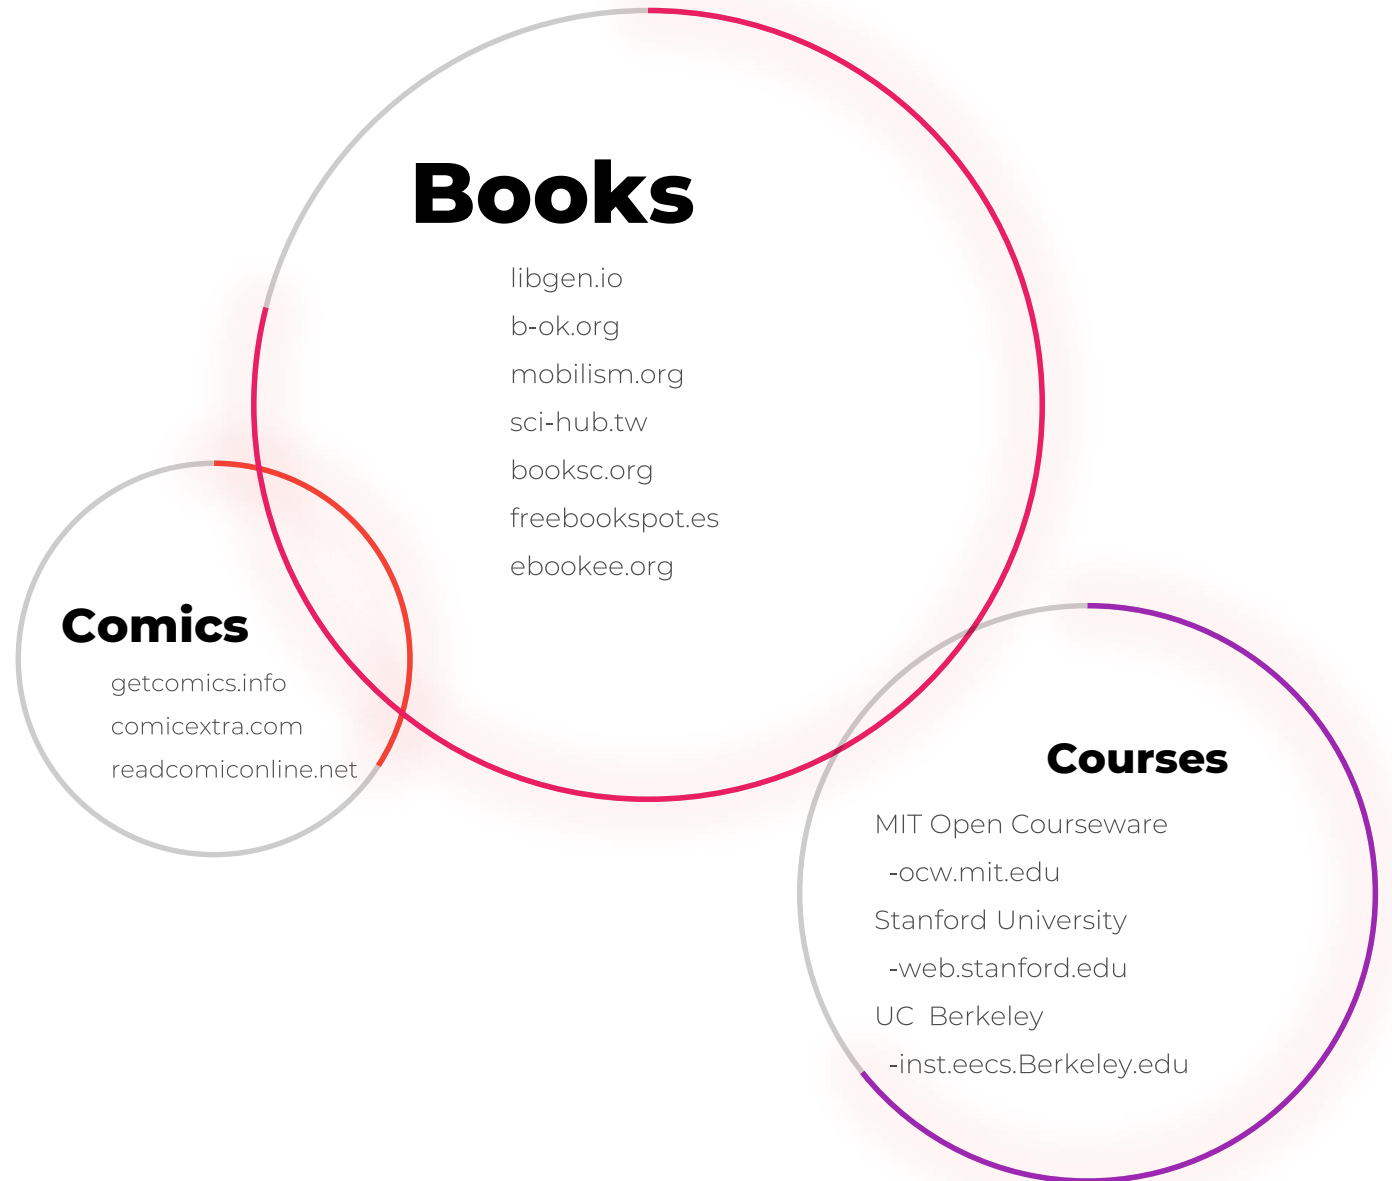 Books
libgen.io
b-ok.org
mobilism.org
sci-hub.tw
booksc.org
freebookspot.es
ebookee.org
Comics
getcomics.info
comicextra.com
readcomiconline.net
Courses
MIT Open Courseware
-ocw.mit.edu
Stanford University
-web.stanford.edu
UC Berkeley
-inst.eecs.Berkeley.edu